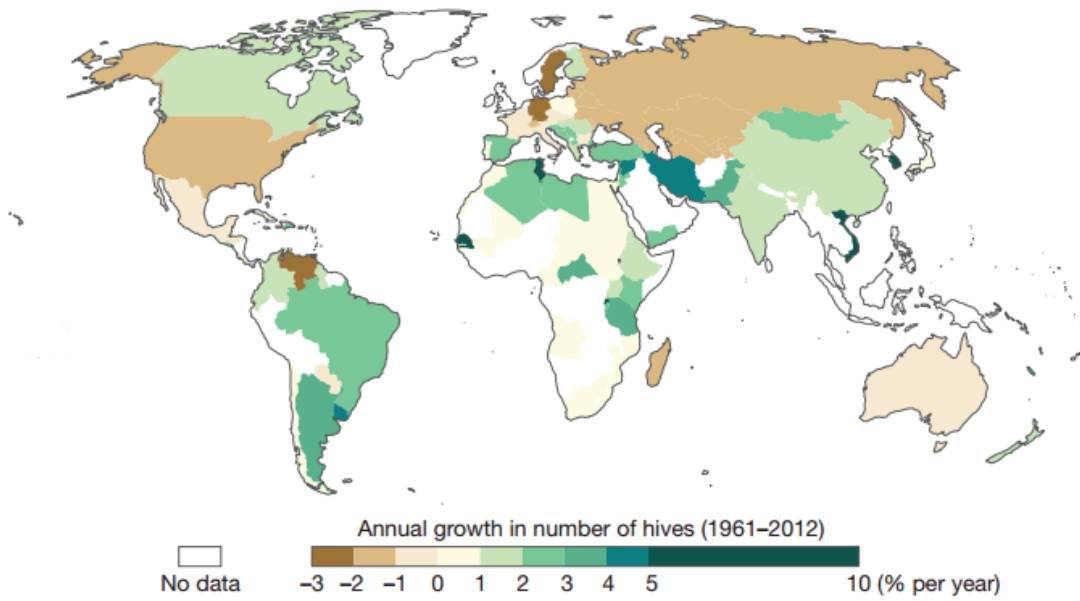 Annual growth in number of hives (1961–2012)
No data
–3 –2 –1 0 1 2 3 4 5 10 (% per year)